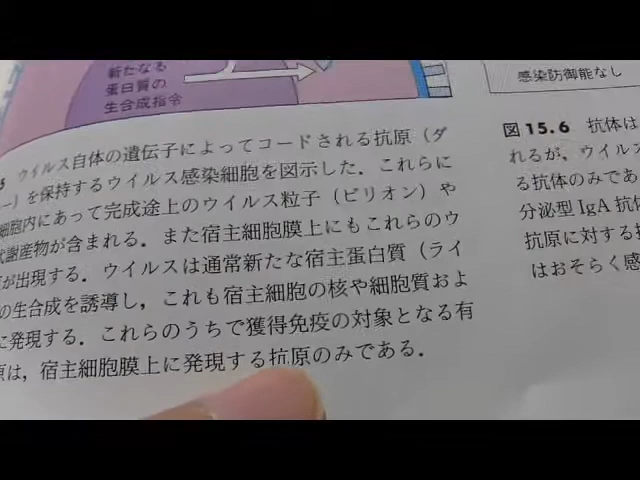 新たなる
蛋白質の
生合成指令
ウイルス自体の遺伝子によってコードされる抗原（ダ
を保持するウイルス感染細胞を図示した．これらに
細胞内にあって完成途上のウイルス粒子（ビリオン）や
謝産物が含まれる．また宿主細胞膜上にもこれらのウ
が出現する．ウイルスは通常新たな宿主蛋白質（ライ
の生合成を誘導し，これも宿主細胞の核や細胞質およ
に発現する．これらのうちで獲得免疫の対象となる有
原は，宿主細胞膜上に発現する抗原のみである．
感染防御能なし
図15.6 抗体は
れるが，ウイルス
る抗体のみであ
分泌型IgA抗体
抗原に対する
はおそらく感